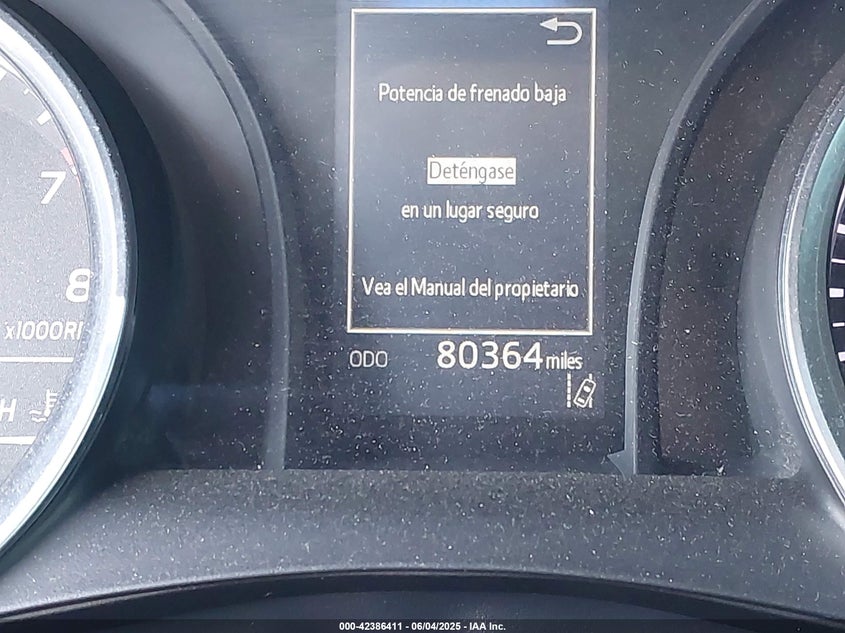 Potencia de frenado baja
Deténgase
en un lugar seguro
Vea el Manual del propietario
ODO 80364 miles
7
8
x1000R
H
000-42386411 - 06/04/2025 - IAA Inc.